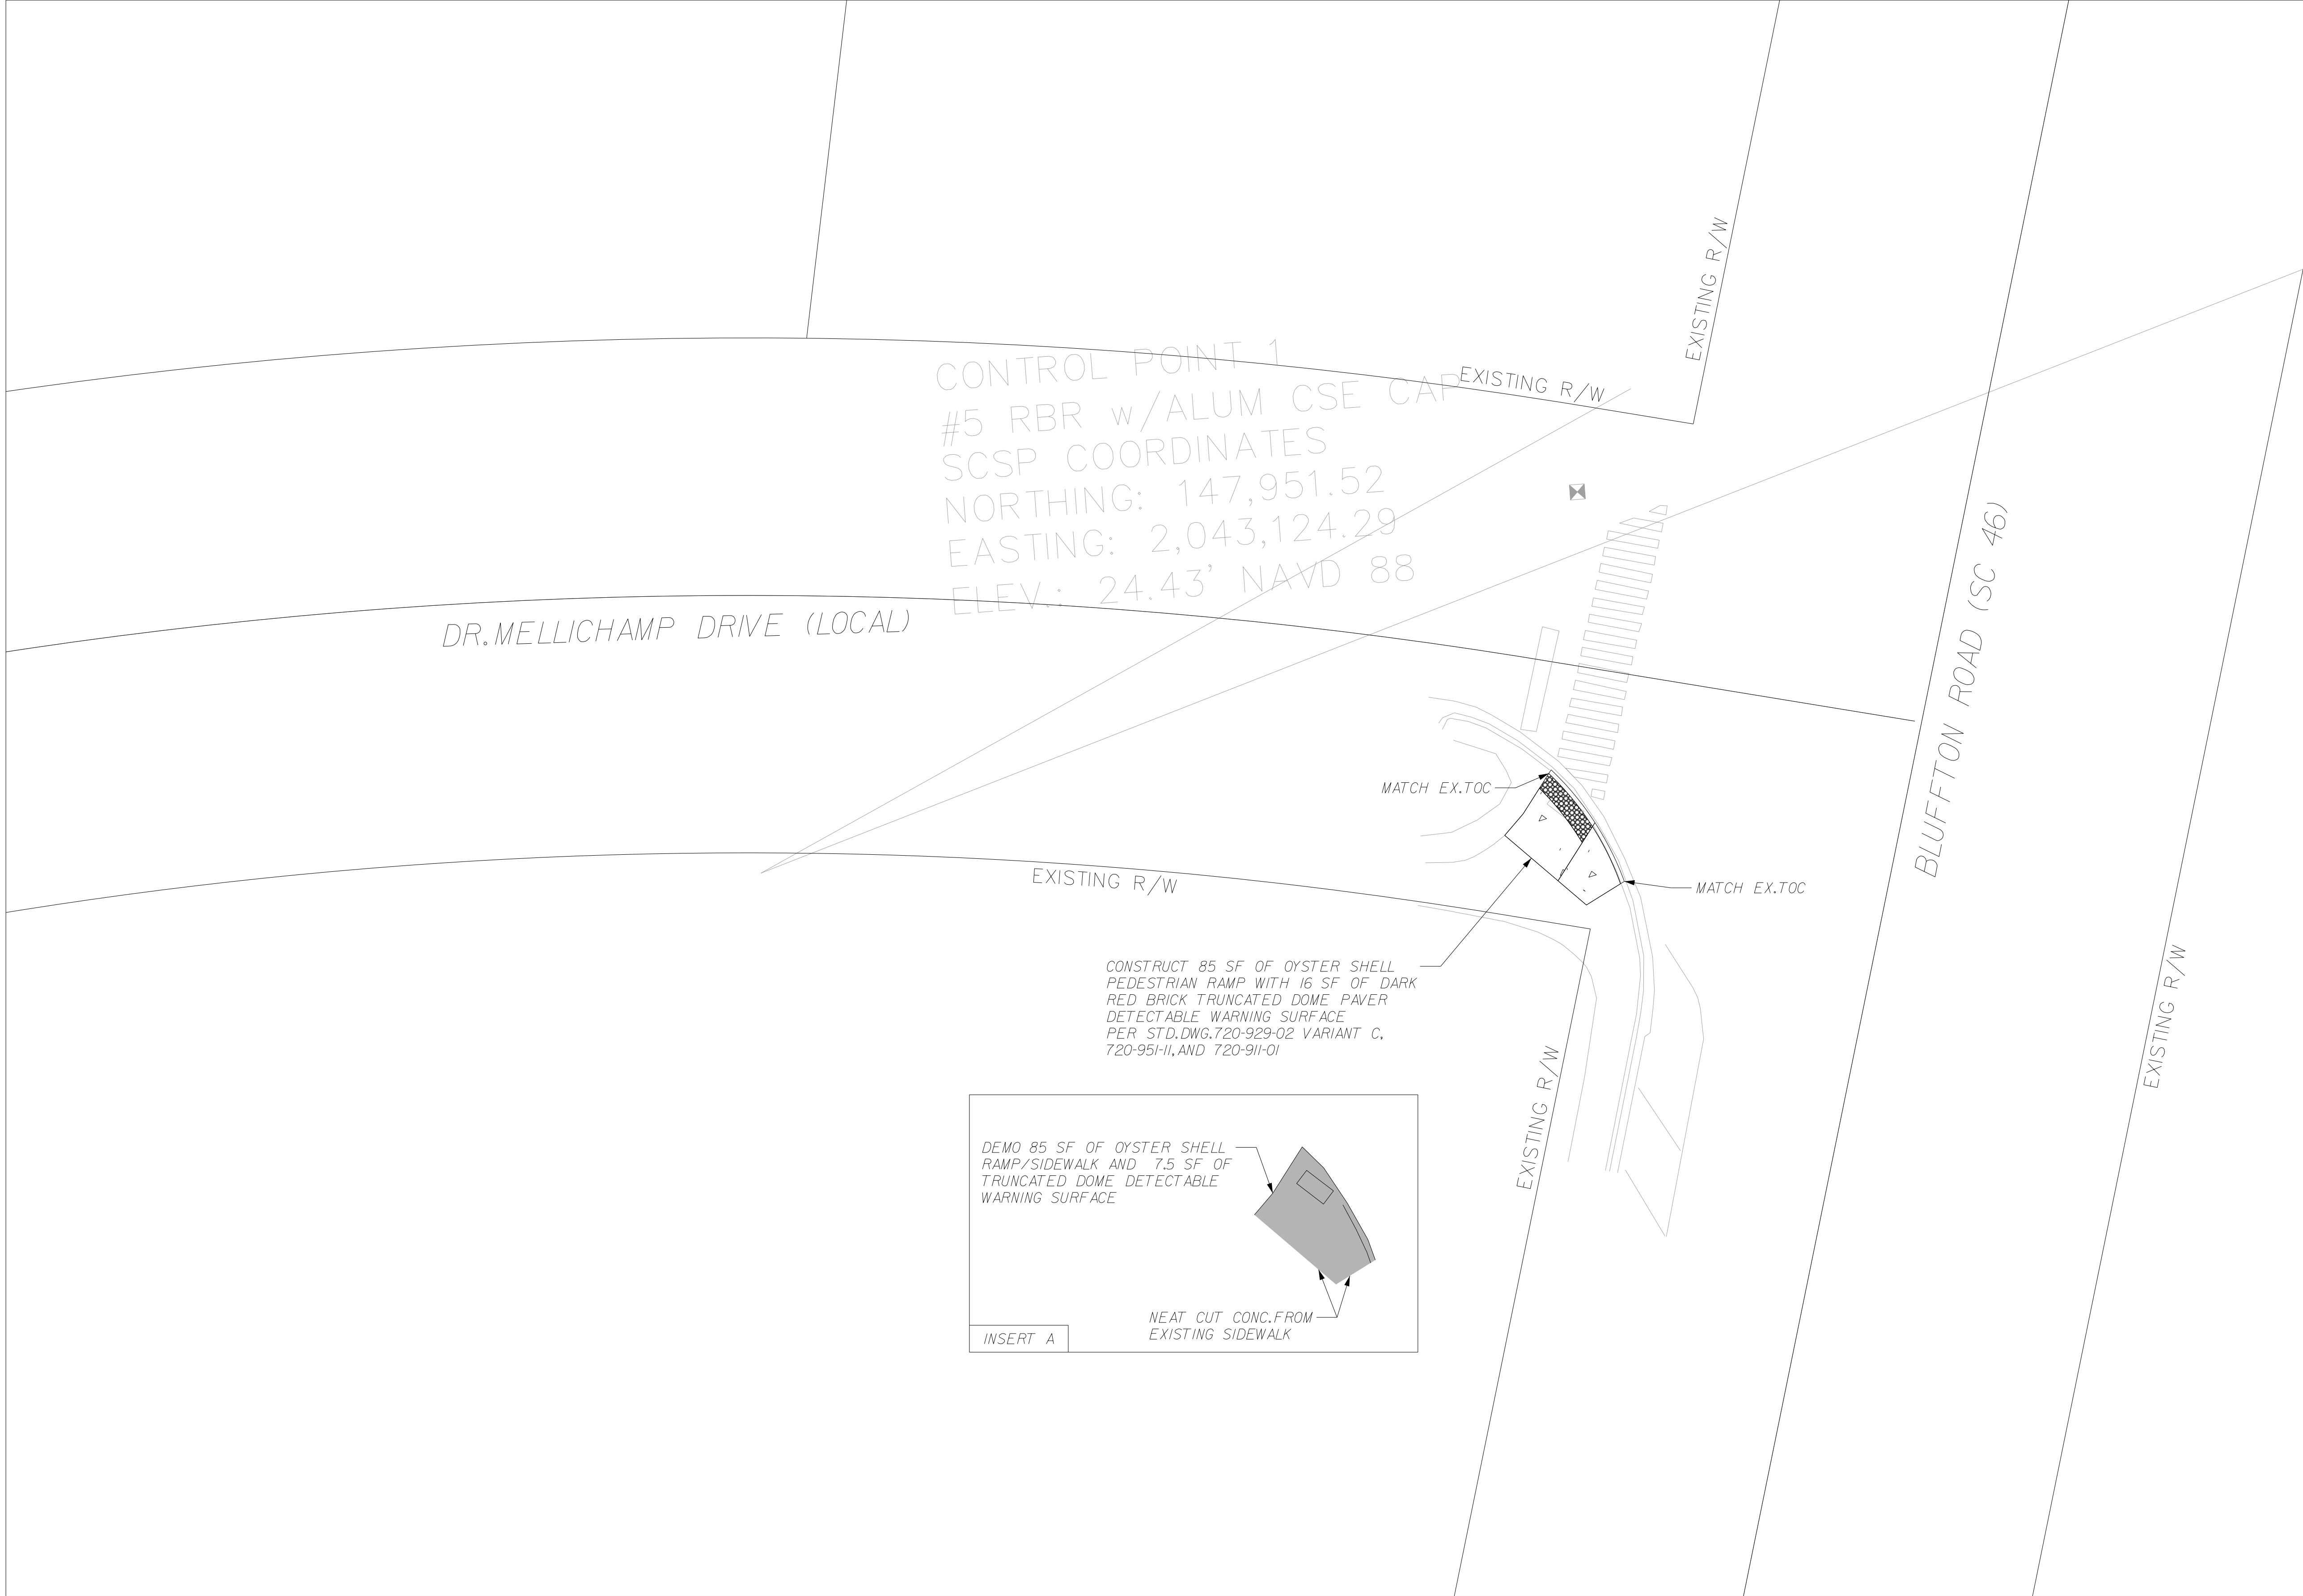 EXISTING R/W
CONTROL POINT 1
#5 RBR w/ALUM CSE CAP
SCSP COORDINATES
NORTHING: 147,951.52
EASTING: 2,043,124.29
ELEV.: 24.43' NAVD 88
EXISTING R/W
DR. MELLICHAMP DRIVE (LOCAL)
BLUFFTON ROAD (SC 46)
MATCH EX. TOC
MATCH EX. TOC
EXISTING R/W
CONSTRUCT 85 SF OF OYSTER SHELL
PEDESTRIAN RAMP WITH 16 SF OF DARK
RED BRICK TRUNCATED DOME PAVER
DETECTABLE WARNING SURFACE
PER STD. DWG. 720-929-02 VARIANT C,
720-951-11, AND 720-911-01
EXISTING R/W
EXISTING R/W
DEMO 85 SF OF OYSTER SHELL
RAMP/SIDEWALK AND 7.5 SF OF
TRUNCATED DOME DETECTABLE
WARNING SURFACE
NEAT CUT CONC. FROM
EXISTING SIDEWALK
INSERT A